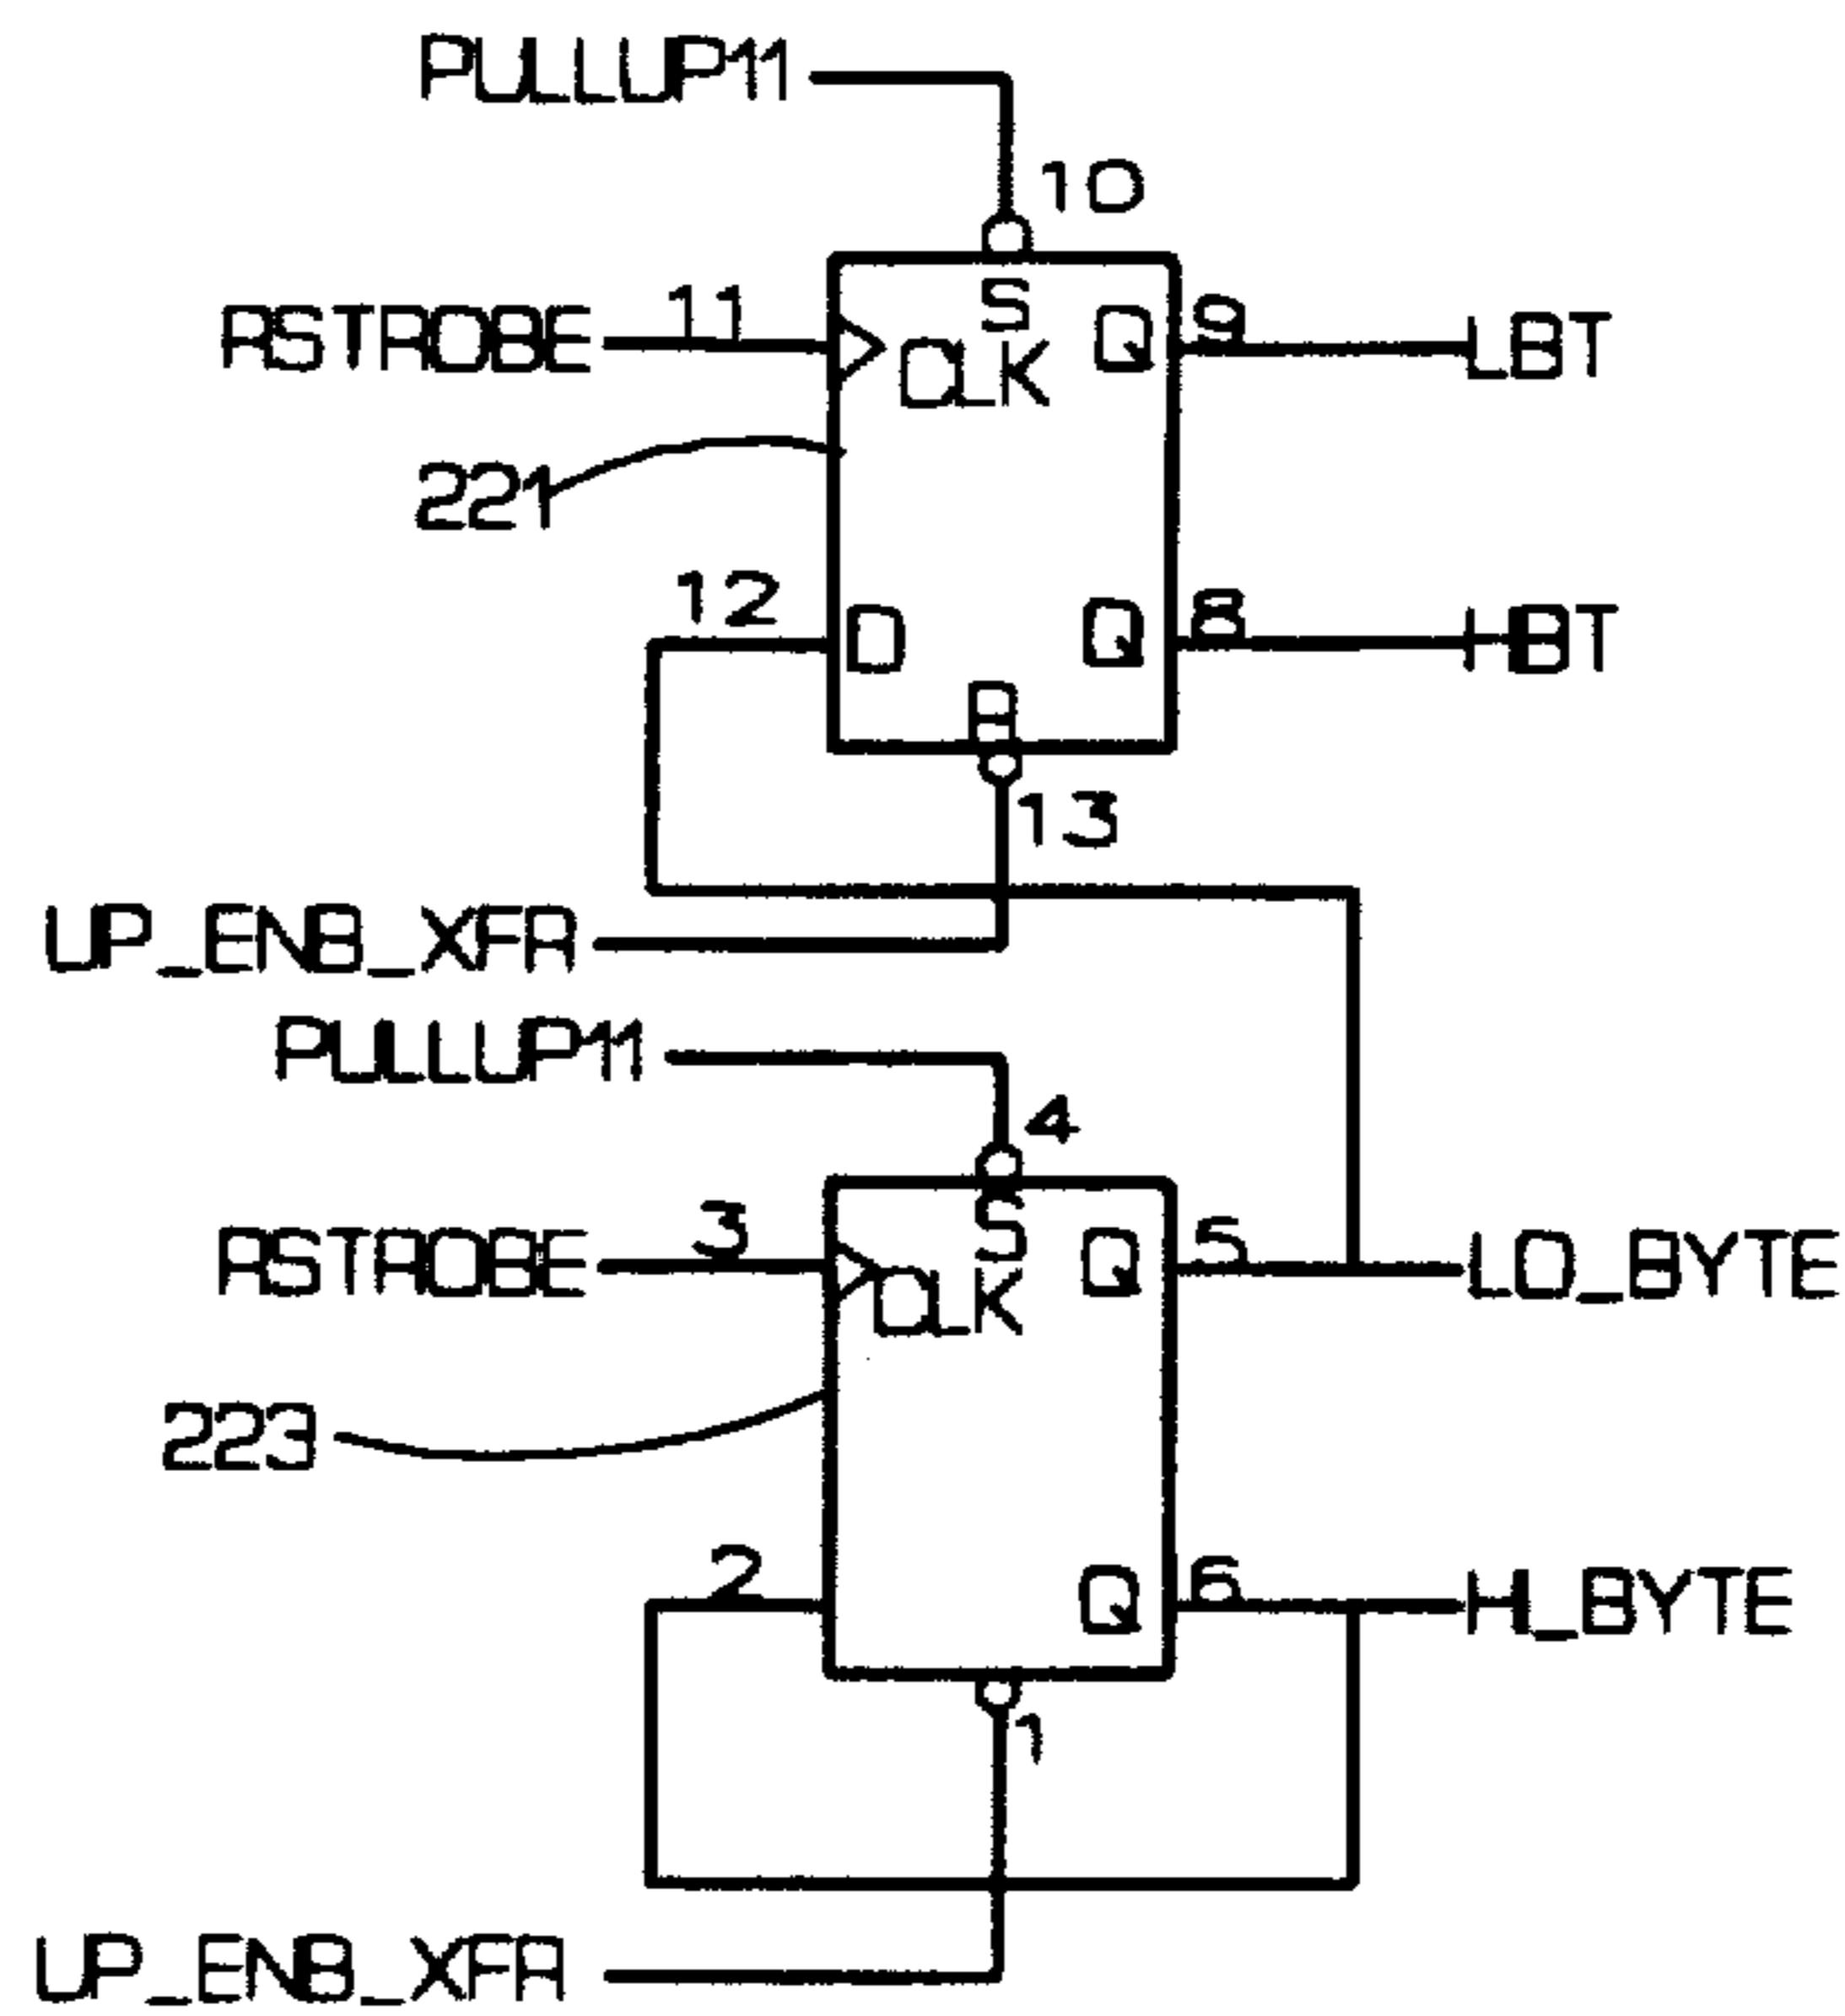 PULLUP11
10
RSTROBE 11 S Q 9 LBT
CLK
221
12 D Q 8 HBT
R
13
UP_ENB_XFR
PULLUP11
4
RSTROBE 3 S Q 5 LO_BYTE
CLK
223
2 Q 6 HI_BYTE
1
UP_ENB_XFR